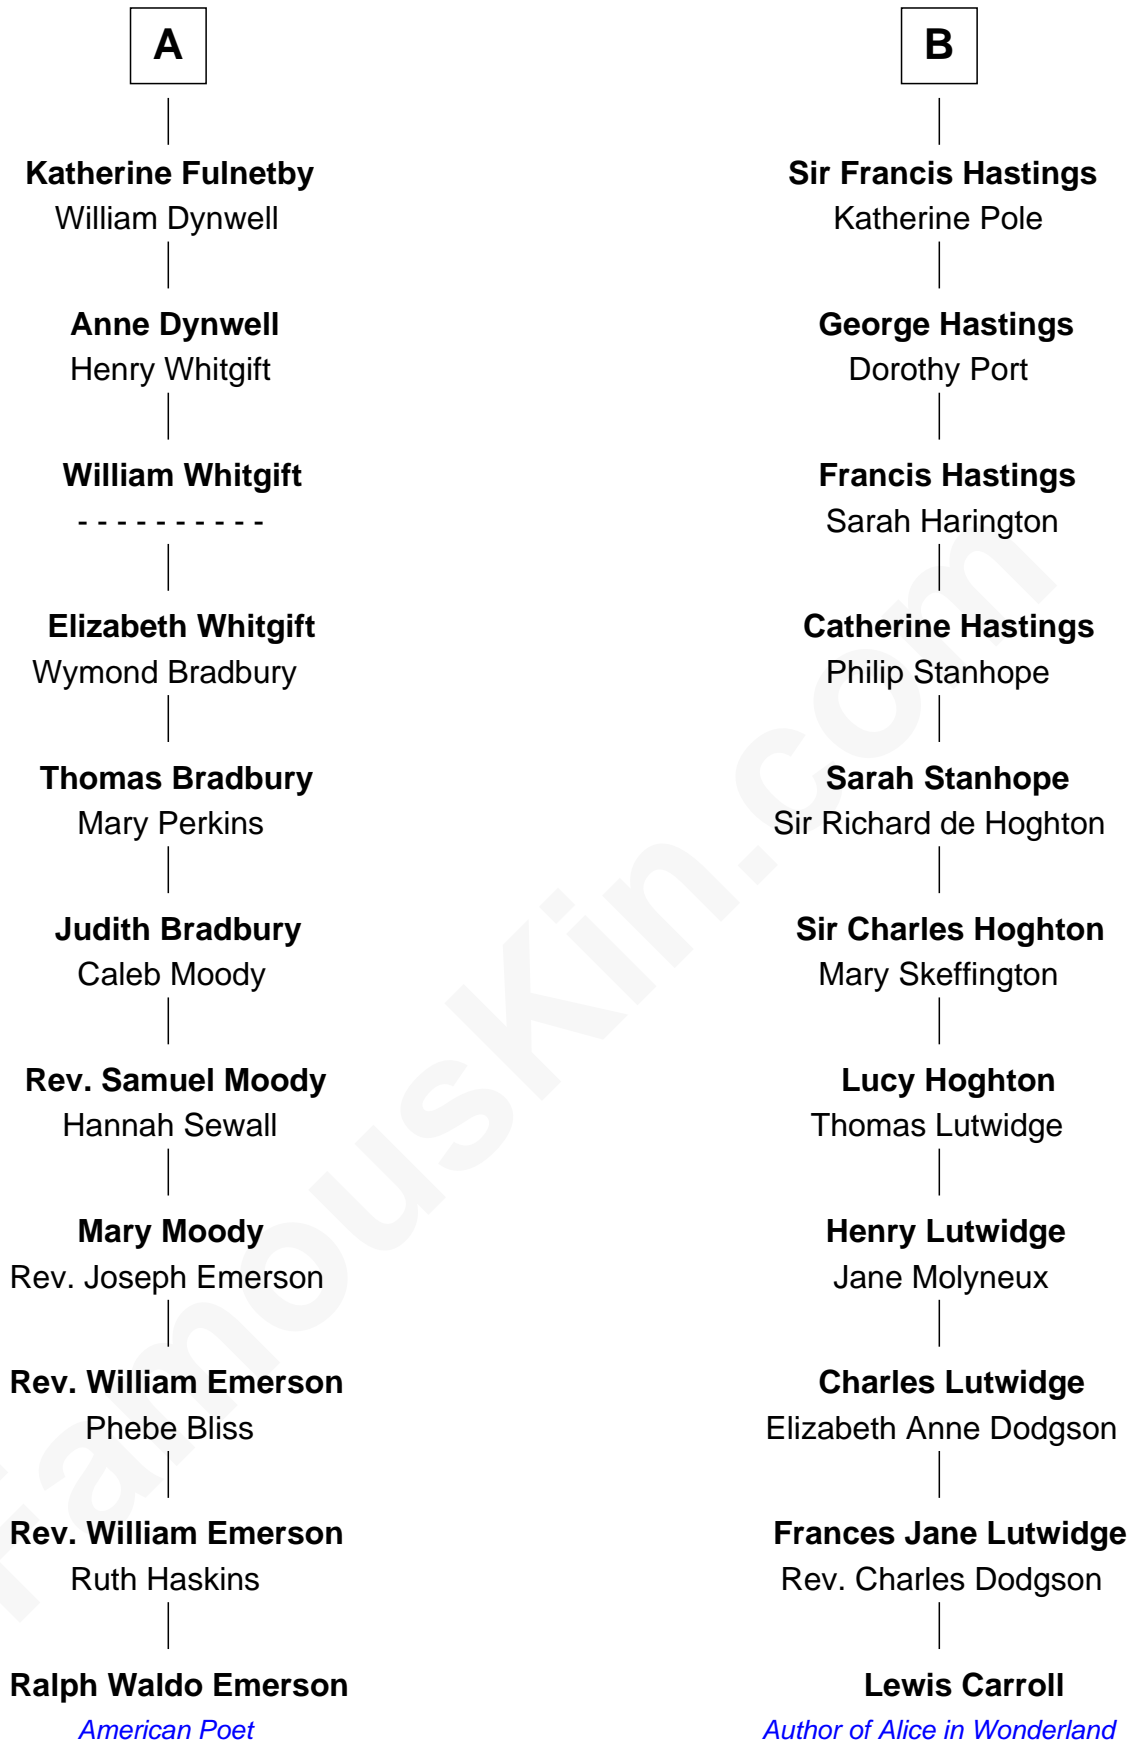 A
Katherine Fulnetby
William Dynwell
Anne Dynwell
Henry Whitgift
William Whitgift
- - - - - - - - - -
Elizabeth Whitgift
Wymond Bradbury
Thomas Bradbury
Mary Perkins
Judith Bradbury
Caleb Moody
Rev. Samuel Moody
Hannah Sewall
Mary Moody
Rev. Joseph Emerson
Rev. William Emerson
Phebe Bliss
Rev. William Emerson
Ruth Haskins
Ralph Waldo Emerson
American Poet
B
Sir Francis Hastings
Katherine Pole
George Hastings
Dorothy Port
Francis Hastings
Sarah Harington
Catherine Hastings
Philip Stanhope
Sarah Stanhope
Sir Richard de Hoghton
Sir Charles Hoghton
Mary Skeffington
Lucy Hoghton
Thomas Lutwidge
Henry Lutwidge
Jane Molyneux
Charles Lutwidge
Elizabeth Anne Dodgson
Frances Jane Lutwidge
Rev. Charles Dodgson
Lewis Carroll
Author of Alice in Wonderland
FamousKin.com